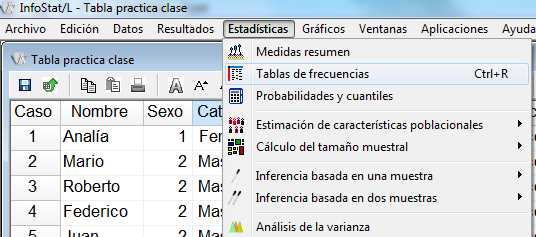 InfoStat/L - Tabla practica clase
Archivo Edición Datos Resultados Estadísticas Gráficos Ventanas Aplicaciones Ayuda
Tabla practica clase
Medidas resumen
Tablas de frecuencias Ctrl+R
Probabilidades y cuantiles
Estimación de características poblacionales
Cálculo del tamaño muestral
Inferencia basada en una muestra
Inferencia basada en dos muestras
Análisis de la varianza
A A
Caso Nombre Sexo Cat
1 Analía 1 Fer
2 Mario 2 Mas
3 Roberto 2 Mas
4 Federico 2 Mas
5 Juan 2 Mas